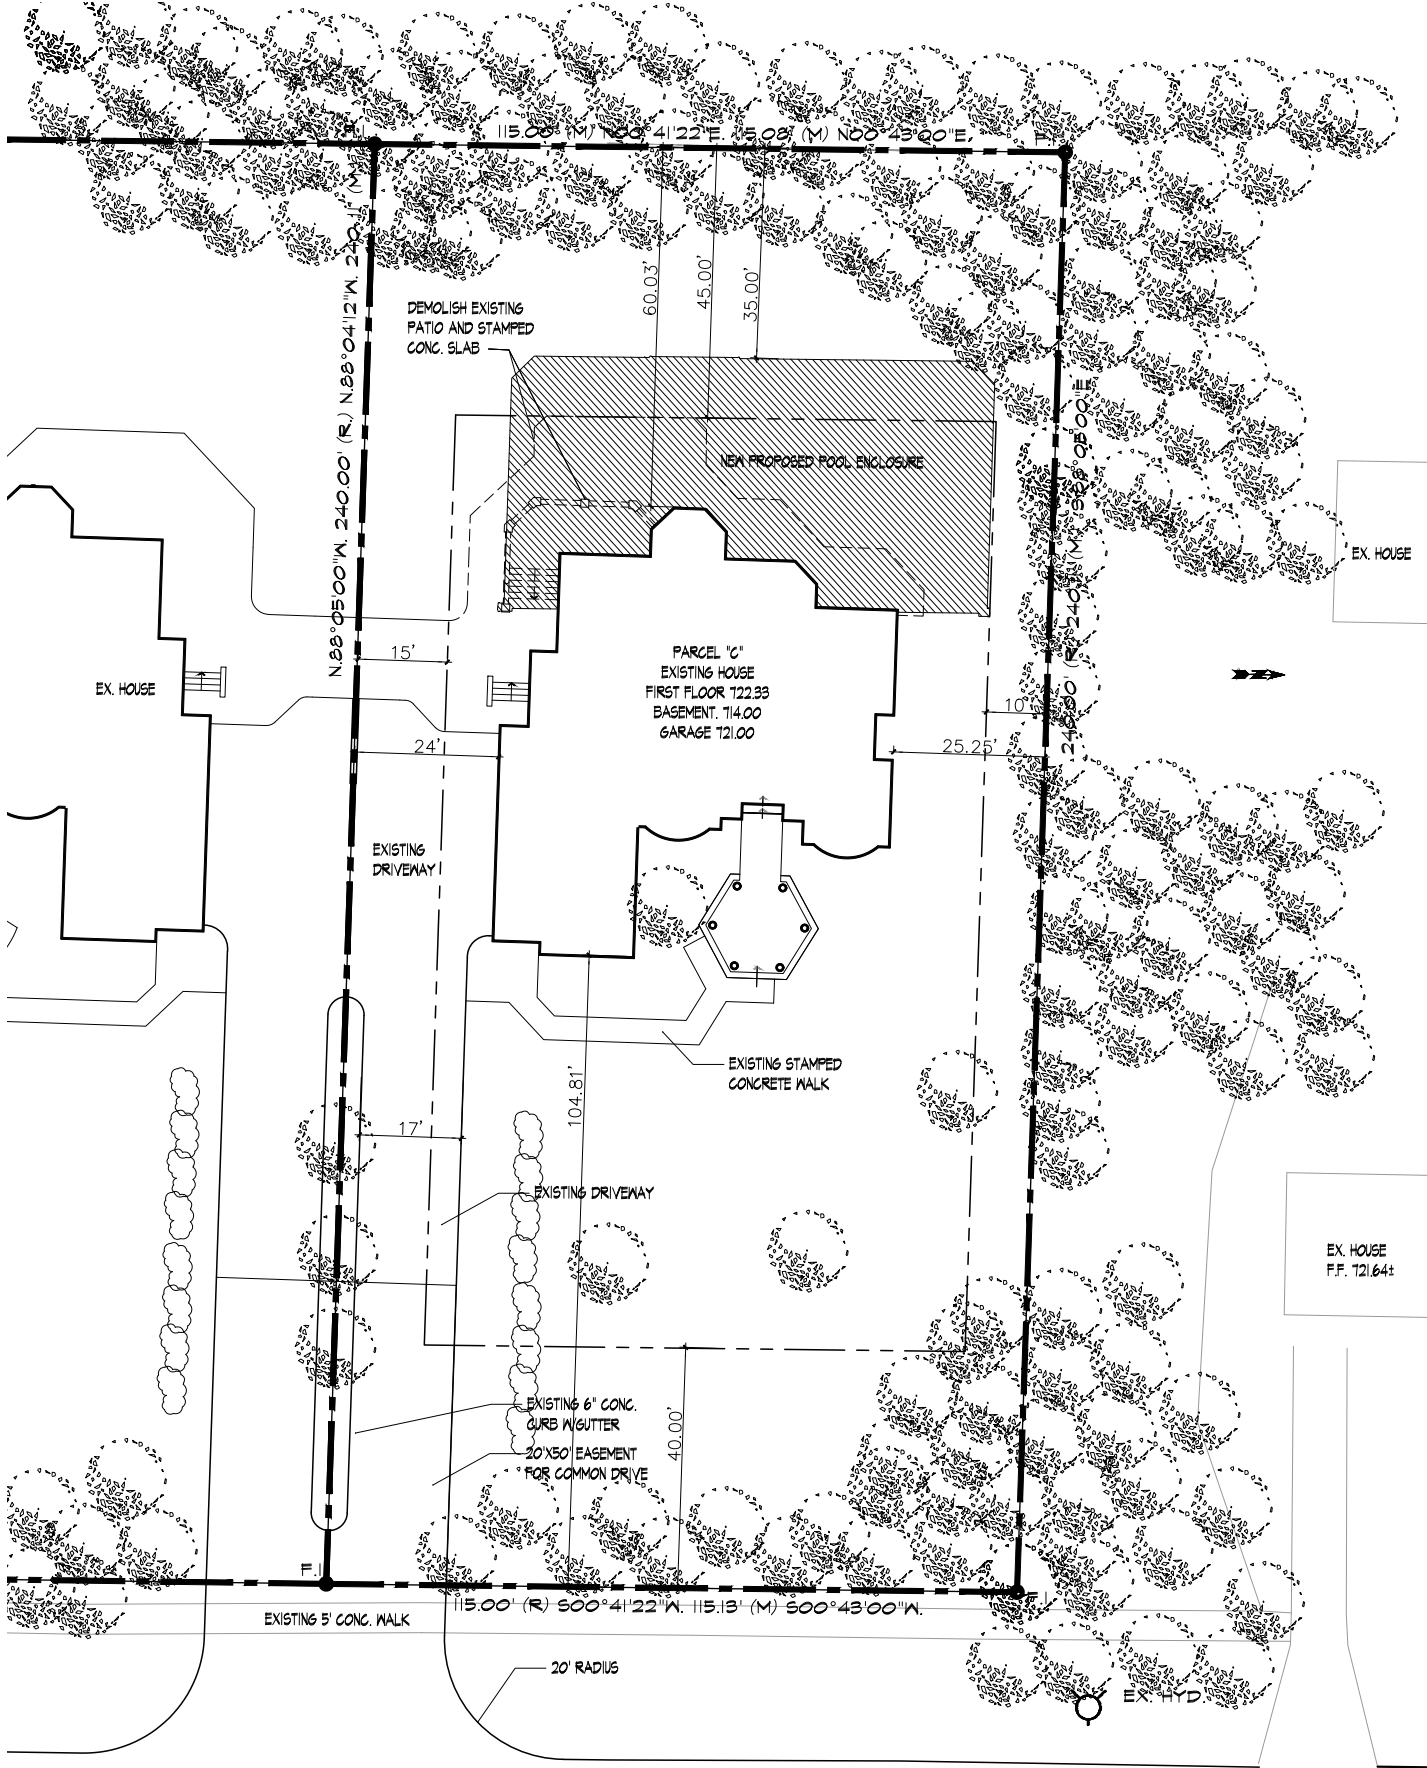 115.00' (M) N00°41'22"E. 115.08' (M) N00°43'00"E.
60.03'
45.00'
35.00'
DEMOLISH EXISTING
PATIO AND STAMPED
CONC. SLAB
N.88°05'00"W. 240.00' (R.) N.88°04'12"W.
NEW PROPOSED POOL ENCLOSURE
EX. HOUSE
15'
PARCEL "C"
EXISTING HOUSE
FIRST FLOOR 722.33
BASEMENT. 714.00
GARAGE 721.00
EX. HOUSE
10'
24'
25.25'
EXISTING
DRIVEWAY
EXISTING STAMPED
CONCRETE WALK
104.81'
17'
EXISTING DRIVEWAY
EX. HOUSE
F.F. 721.64±
EXISTING 6" CONC.
CURB W/GUTTER
40.00'
20'X50' EASEMENT
FOR COMMON DRIVE
F.I.
115.00' (R) S00°41'22"W. 115.13' (M) S00°43'00"W.
EXISTING 5' CONC. WALK
20' RADIUS
EX. HYD.